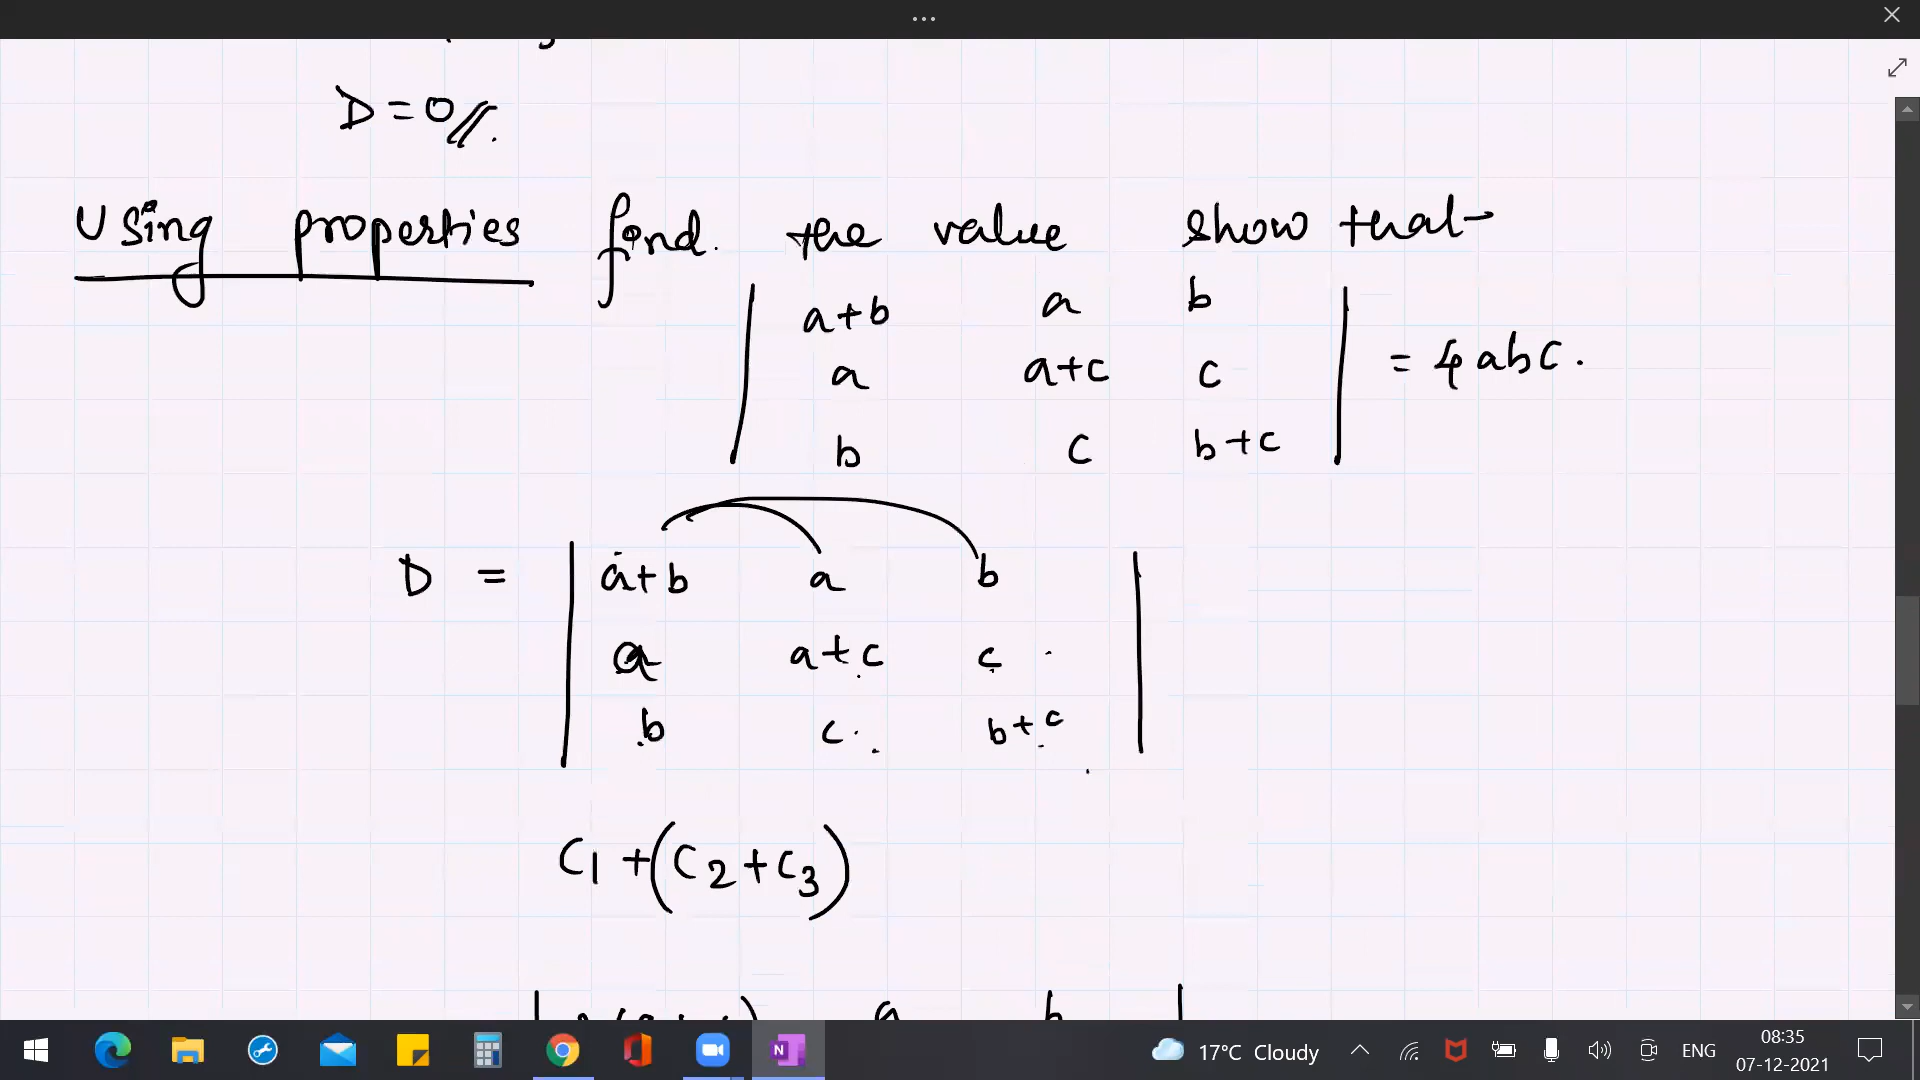 D = 0 //.
Using properties find. the value show that
a+b a b
a a+c c = 4abc.
b c b+c
D = a+b a b
a a+c c
b c b+c
C1 + (C2 + C3)
a b
17°C Cloudy
ENG
08:35
07-12-2021